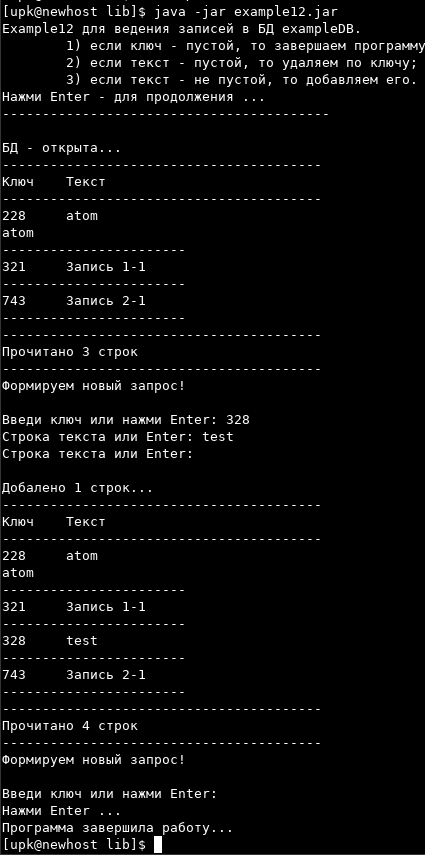 [upk@newhost lib]$ java -jar example12.jar
Example12 для ведения записей в БД exampleDB.
        1) если ключ - пустой, то завершаем программу
        2) если текст - пустой, то удаляем по ключу;
        3) если текст - не пустой, то добавляем его.
Нажми Enter - для продолжения ...
-----------------------------------------

БД - открыта...
----------------------------------------
Ключ    Текст
----------------------------------------
228     atom
atom
-----------------------
321     Запись 1-1
-----------------------
743     Запись 2-1
-----------------------
----------------------------------------
Прочитано 3 строк
----------------------------------------
Формируем новый запрос!

Введи ключ или нажми Enter: 328
Строка текста или Enter: test
Строка текста или Enter:

Добалено 1 строк...
----------------------------------------
Ключ    Текст
----------------------------------------
228     atom
atom
-----------------------
321     Запись 1-1
-----------------------
328     test
-----------------------
743     Запись 2-1
-----------------------
----------------------------------------
Прочитано 4 строк
----------------------------------------
Формируем новый запрос!

Введи ключ или нажми Enter:
Нажми Enter ...
Программа завершила работу...
[upk@newhost lib]$